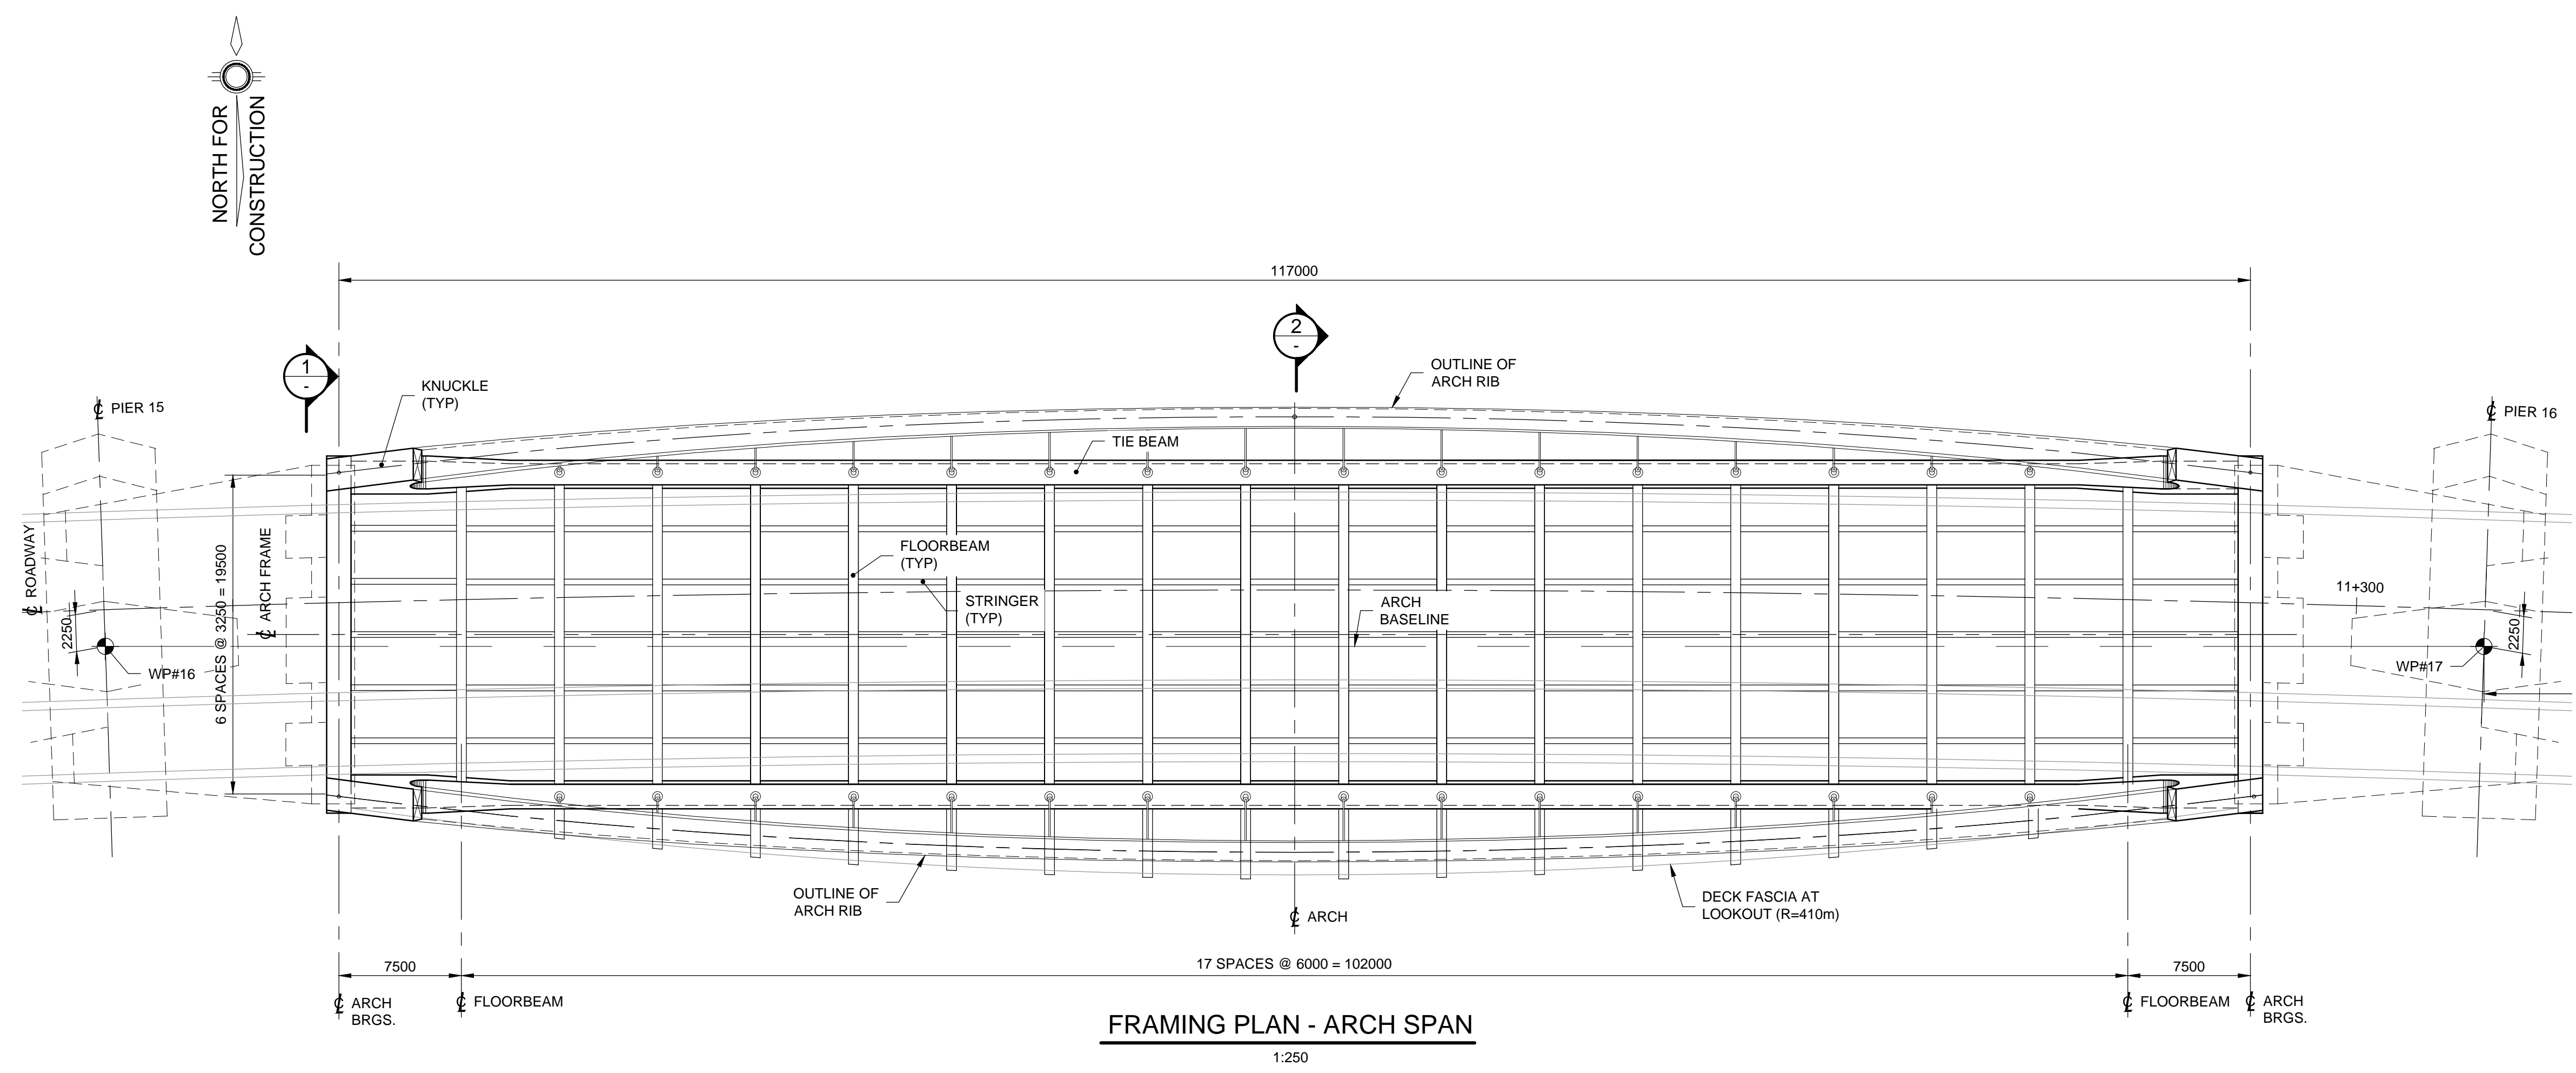 NORTH FOR
CONSTRUCTION
117000
1
-
2
-
KNUCKLE
(TYP)
OUTLINE OF
ARCH RIB
℄ PIER 15
℄ PIER 16
TIE BEAM
℄ ROADWAY
℄ ARCH FRAME
6 SPACES @ 3250 = 19500
FLOORBEAM
(TYP)
STRINGER
(TYP)
ARCH
BASELINE
11+300
2250
2250
WP#16
WP#17
OUTLINE OF
ARCH RIB
℄ ARCH
DECK FASCIA AT
LOOKOUT (R=410m)
7500
17 SPACES @ 6000 = 102000
7500
℄ ARCH
BRGS.
℄ FLOORBEAM
℄ FLOORBEAM
℄ ARCH
BRGS.
FRAMING PLAN - ARCH SPAN
1:250